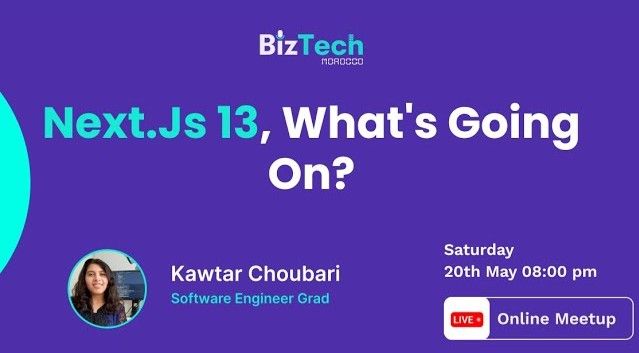 BizTech
MOROCCO
Next.Js 13, What's Going
On?
Kawtar Choubari
Software Engineer Grad
Saturday
20th May 08:00 pm
LIVE
Online Meetup